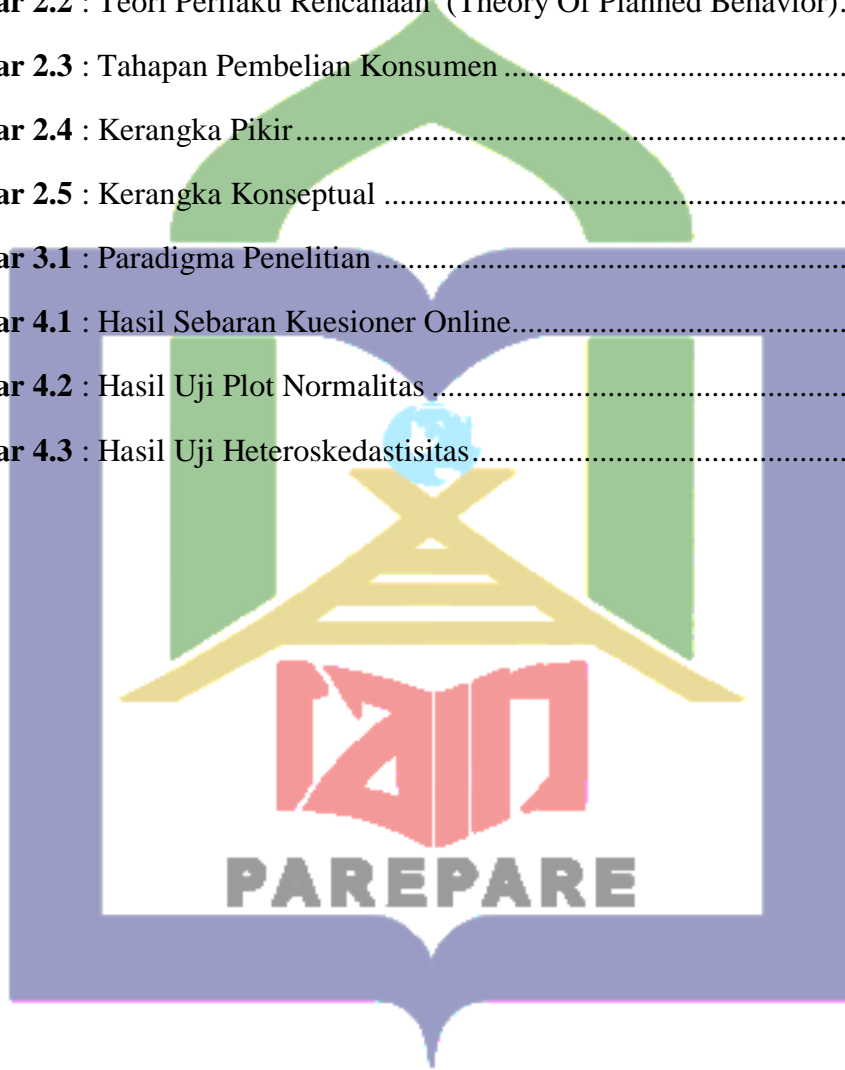 ar 2.2 : Teori Perilaku Rencanaan (Theory Of Planned Behavior).
ar 2.3 : Tahapan Pembelian Konsumen ..........................................
ar 2.4 : Kerangka Pikir.....................................................................
ar 2.5 : Kerangka Konseptual ..........................................................
ar 3.1 : Paradigma Penelitian ...........................................................
ar 4.1 : Hasil Sebaran Kuesioner Online..........................................
ar 4.2 : Hasil Uji Plot Normalitas ....................................................
ar 4.3 : Hasil Uji Heteroskedastisitas...............................................
iain
PAREPARE